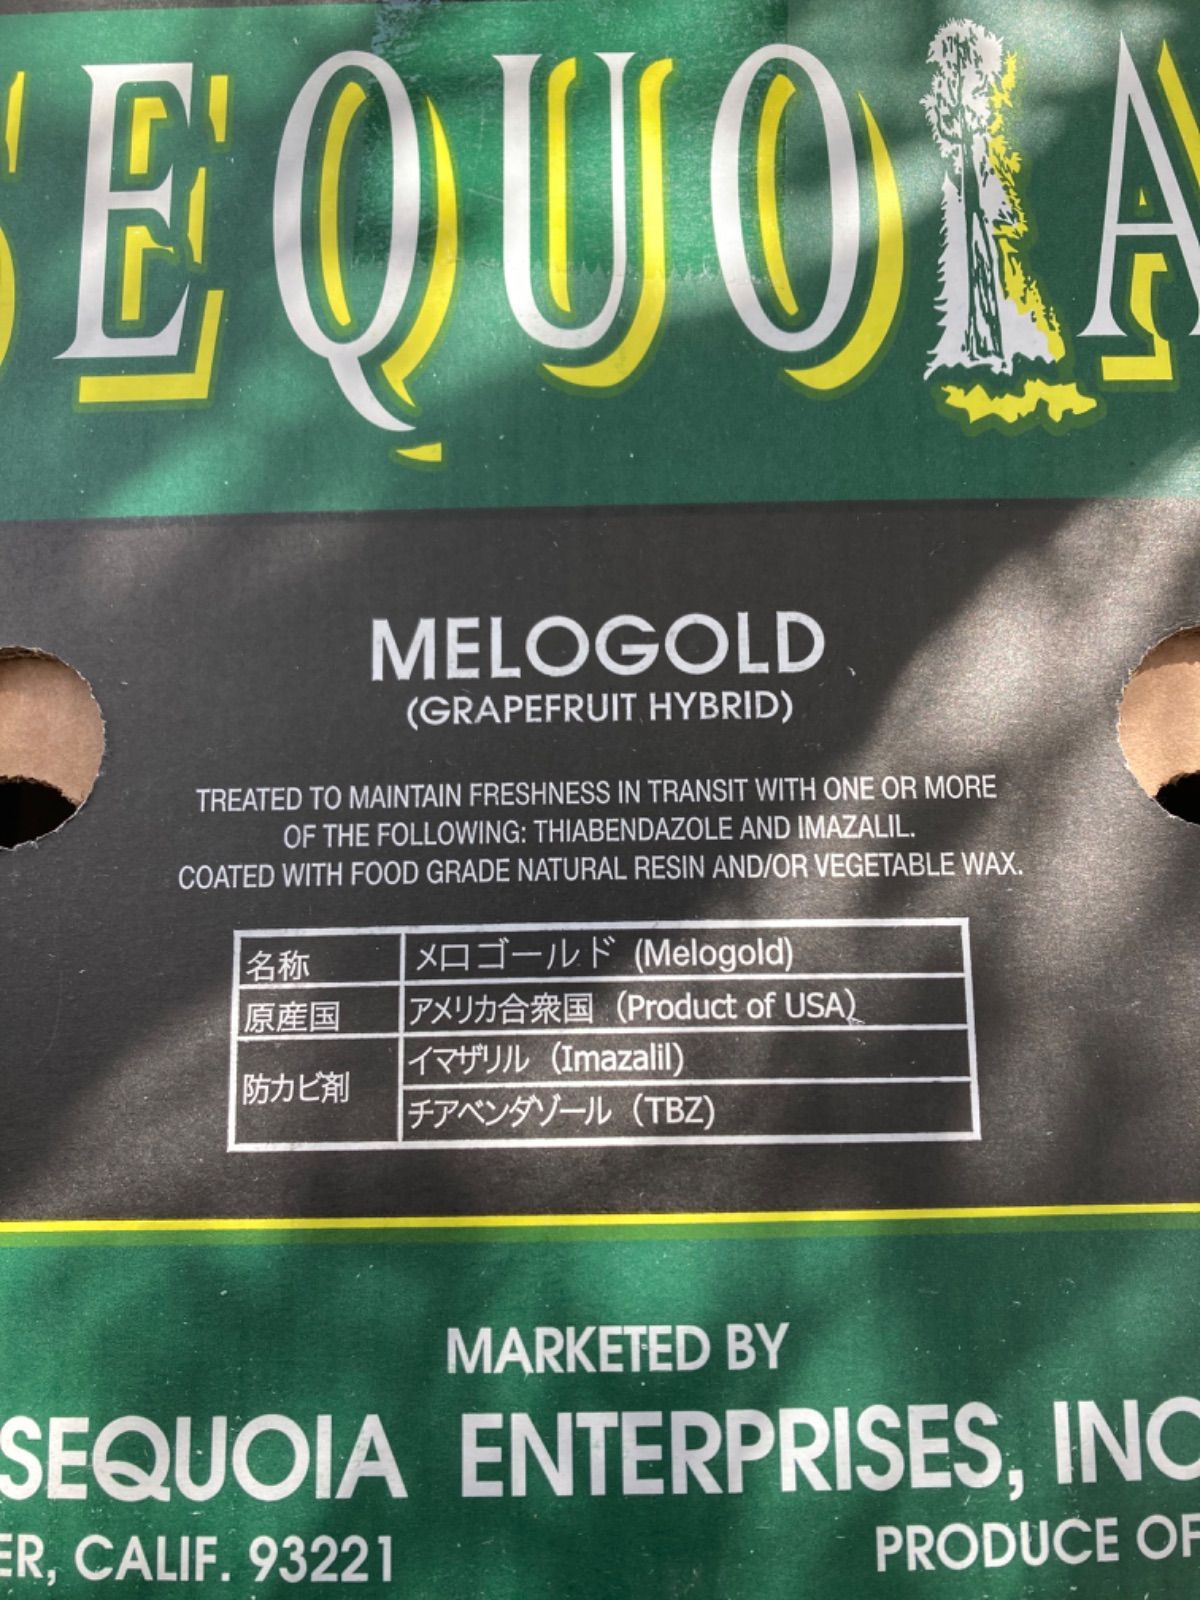 SEQUOIA
MELOGOLD
(GRAPEFRUIT HYBRID)
TREATED TO MAINTAIN FRESHNESS IN TRANSIT WITH ONE OR MORE
OF THE FOLLOWING: THIABENDAZOLE AND IMAZALIL.
COATED WITH FOOD GRADE NATURAL RESIN AND/OR VEGETABLE WAX.
名称 メロゴールド (Melogold)
原産国 アメリカ合衆国 (Product of USA)
防カビ剤 イマザリル (Imazalil)
チアベンダゾール (TBZ)
MARKETED BY
SEQUOIA ENTERPRISES, INC
ER, CALIF. 93221
PRODUCE OF